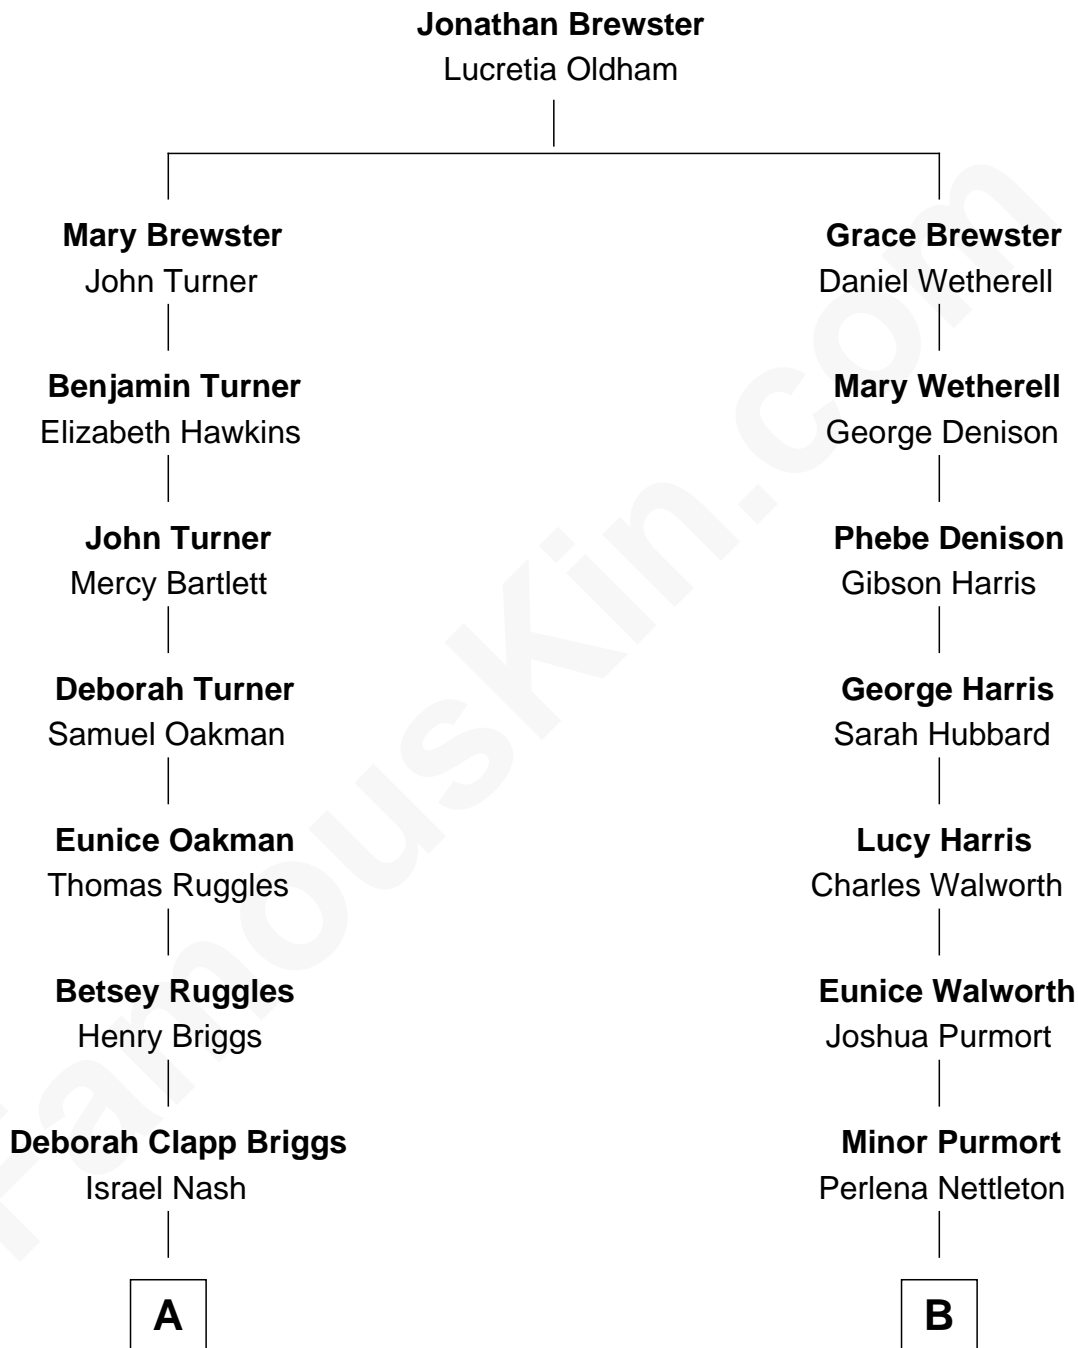 Jonathan Brewster
Lucretia Oldham
Mary Brewster
John Turner
Grace Brewster
Daniel Wetherell
Benjamin Turner
Elizabeth Hawkins
Mary Wetherell
George Denison
John Turner
Mercy Bartlett
Phebe Denison
Gibson Harris
Deborah Turner
Samuel Oakman
George Harris
Sarah Hubbard
Eunice Oakman
Thomas Ruggles
Lucy Harris
Charles Walworth
Betsey Ruggles
Henry Briggs
Eunice Walworth
Joshua Purmort
Deborah Clapp Briggs
Israel Nash
Minor Purmort
Perlena Nettleton
A
B
FamousKin.com